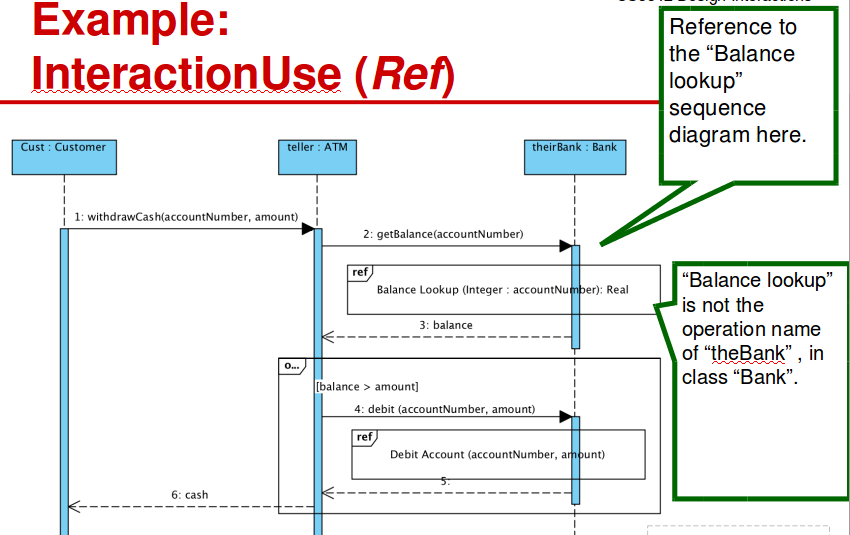 Example:
InteractionUse (Ref)
Reference to
the “Balance
lookup”
sequence
diagram here.
Cust : Customer
teller : ATM
theirBank : Bank
1: withdrawCash(accountNumber, amount)
2: getBalance(accountNumber)
ref
Balance Lookup (Integer : accountNumber): Real
3: balance
“Balance lookup”
is not the
operation name
of “theBank” , in
class “Bank”.
o...
[balance > amount]
4: debit (accountNumber, amount)
ref
Debit Account (accountNumber, amount)
5:
6: cash